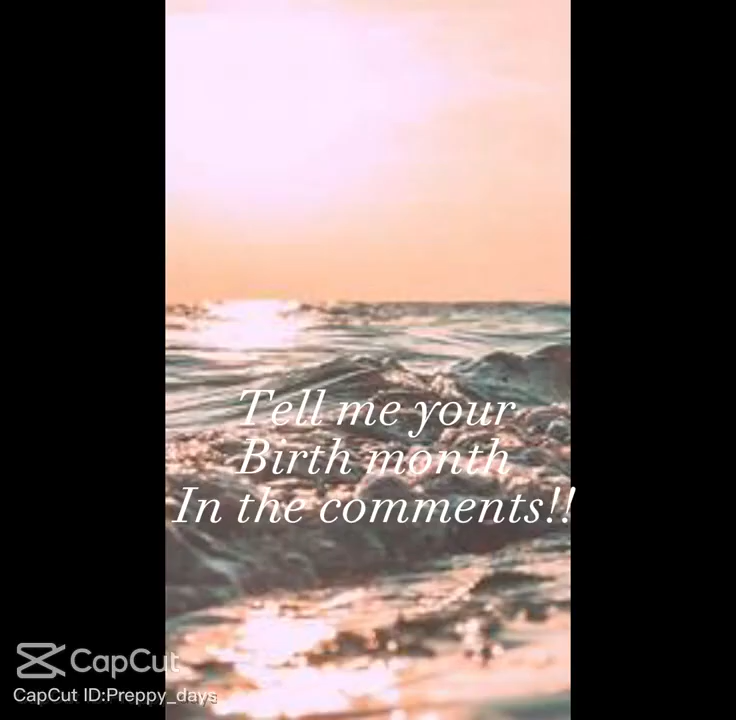 Tell me your
Birth month
In the comments!!
CapCut
CapCut ID:Preppy_days